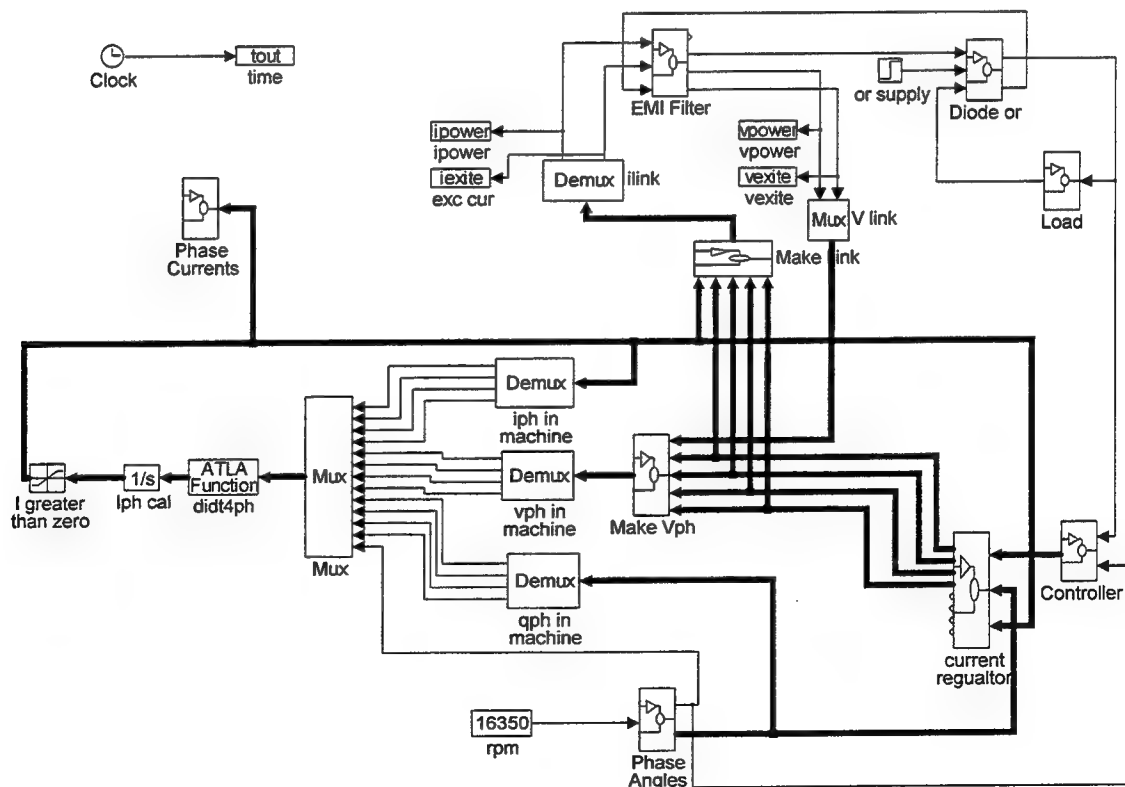 tout
Clock
time
EMI Filter
or supply
Diode or
ipower
ipower
vpower
vpower
iexite
exc cur
Demux
ilink
vexite
vexite
Mux
V link
Load
Phase
Currents
Make Link
Demux
iph in
machine
Mux
Demux
vph in
machine
Make Vph
I greater
than zero
1/s
Iph cal
ATLA
Function
didt4ph
Mux
Demux
qph in
machine
Controller
current
regualtor
16350
rpm
Phase
Angles